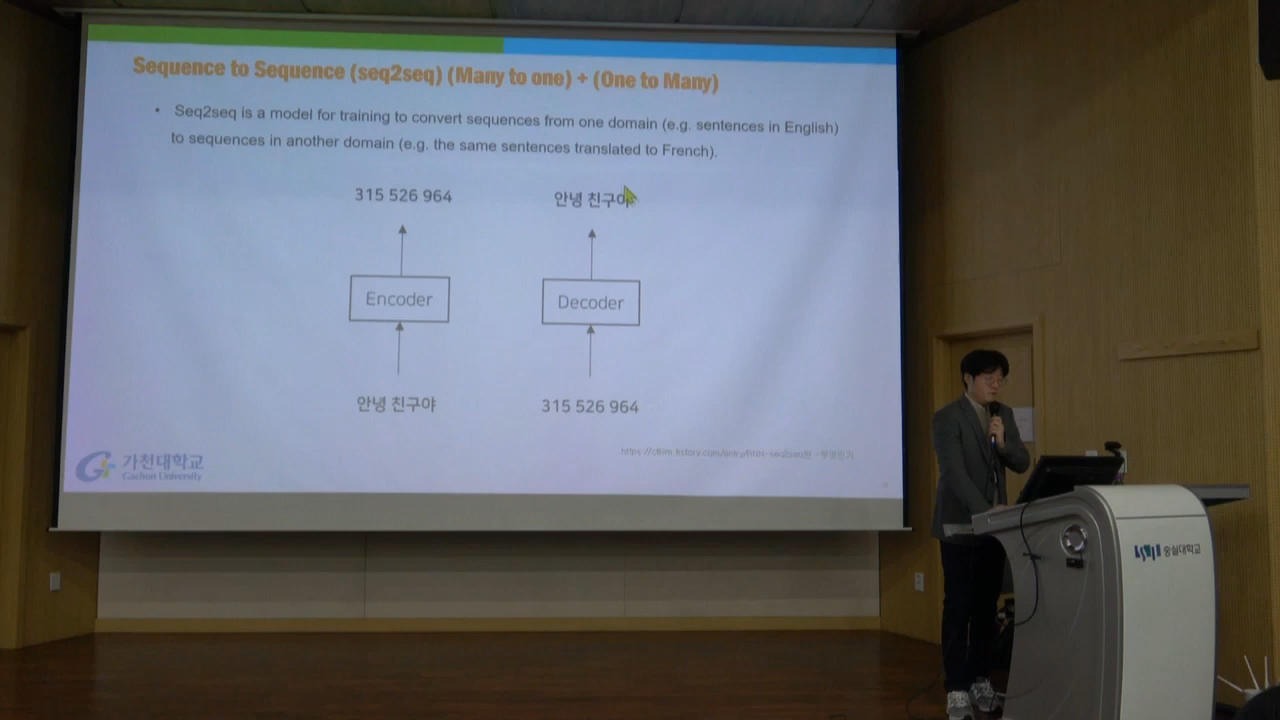 Sequence to Sequence (seq2seq) (Many to one) + (One to Many)
• Seq2seq is a model for training to convert sequences from one domain (e.g. sentences in English)
to sequences in another domain (e.g. the same sentences translated to French).
315 526 964
안녕 친구야
Encoder
Decoder
안녕 친구야
315 526 964
가천대학교
Gachon University
숭실대학교